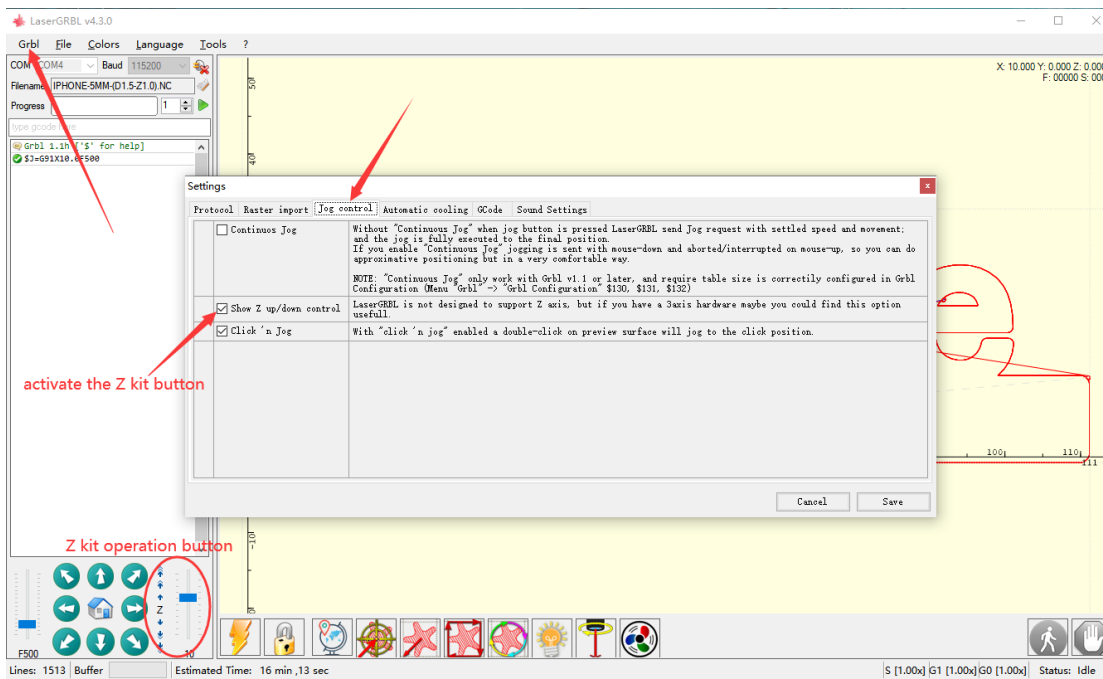 LaserGRBL v4.3.0
Grbl File Colors Language Tools ?
COM COM4 Baud 115200
Filename IPHONE-5MM-(D1.5-Z1.0).NC
Progress 1
type gcode here
Grbl 1.1h ['$' for help]
$J=G91X10.0F500
X: 10.000 Y: 0.000 Z: 0.00
F: 00000 S: 00
50
40
Settings
Protocol Raster import Jog control Automatic cooling GCode Sound Settings
Continuos Jog
Without "Continuous Jog" when jog button is pressed LaserGRBL send Jog request with settled speed and movement;
and the jog is fully executed to the final position.
If you enable "Continuous Jog" jogging is sent with mouse-down and aborted/interrupted on mouse-up, so you can do
approximative positioning but in a very comfortable way.
NOTE: "Continuous Jog" only work with Grbl v1.1 or later, and require table size is correctily configured in Grbl
Configuration (Menu "Grbl" -> "Grbl Configuration" $130, $131, $132)
Show Z up/down control
LaserGRBL is not designed to support Z axis, but if you have a 3axis hardware maybe you could find this option
usefull.
Click 'n Jog
With "click 'n jog" enabled a double-click on preview surface will jog to the click position.
activate the Z kit button
100
110
111
Cancel Save
Z kit operation button
-10
Z
F500
10
Lines: 1513 Buffer Estimated Time: 16 min ,13 sec
S [1.00x] G1 [1.00x] G0 [1.00x] Status: Idle